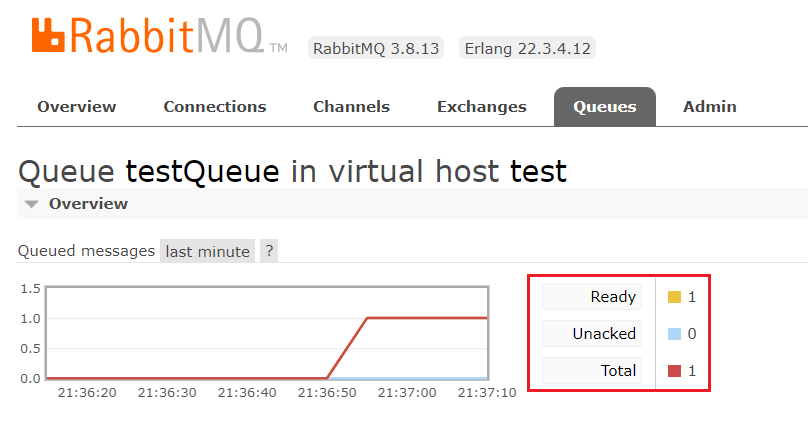 RabbitMQ TM RabbitMQ 3.8.13 Erlang 22.3.4.12
Overview Connections Channels Exchanges Queues Admin
Queue testQueue in virtual host test
Overview
Queued messages last minute ?
1.5
1.0
0.5
0.0
21:36:20 21:36:30 21:36:40 21:36:50 21:37:00 21:37:10
Ready 1
Unacked 0
Total 1